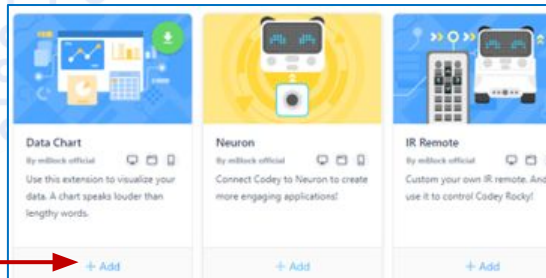 Data Chart
By mBlock official
Use this extension to visualize your
data. A chart speaks louder than
lengthy words.
+ Add
Neuron
By mBlock official
Connect Codey to Neuron to create
more engaging applications!
+ Add
IR Remote
By mBlock official
Custom your own IR remote. And
use it to control Codey Rocky!
+ Add